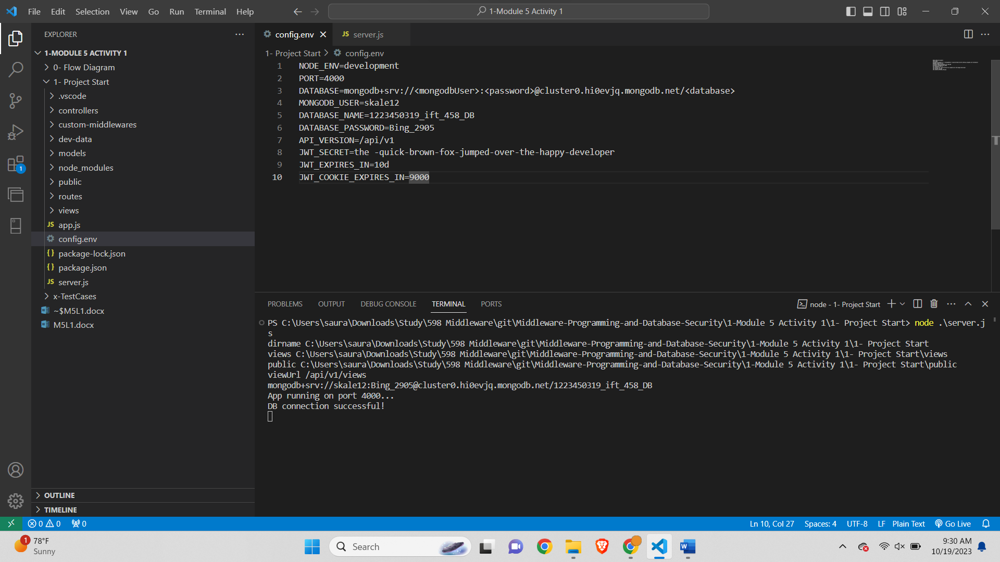 File Edit Selection View Go Run Terminal Help
1-Module 5 Activity 1
EXPLORER
1-MODULE 5 ACTIVITY 1
0- Flow Diagram
1- Project Start
.vscode
controllers
custom-middlewares
dev-data
models
node_modules
public
routes
views
JS app.js
config.env
{} package-lock.json
{} package.json
JS server.js
x-TestCases
~$M5L1.docx
M5L1.docx
OUTLINE
TIMELINE
1
config.env
JS server.js
1- Project Start > config.env
1 NODE_ENV=development
2 PORT=4000
3 DATABASE=mongodb+srv://<mongodbUser>:<password>@cluster0.hi0evjq.mongodb.net/<database>
4 MONGODB_USER=skale12
5 DATABASE_NAME=1223450319_ift_458_DB
6 DATABASE_PASSWORD=Bing_2905
7 API_VERSION=/api/v1
8 JWT_SECRET=the -quick-brown-fox-jumped-over-the-happy-developer
9 JWT_EXPIRES_IN=10d
10 JWT_COOKIE_EXPIRES_IN=9000
PROBLEMS OUTPUT DEBUG CONSOLE TERMINAL PORTS
node - 1- Project Start
PS C:\Users\saura\Downloads\Study\598 Middleware\git\Middleware-Programming-and-Database-Security\1-Module 5 Activity 1\1- Project Start> node .\server.j
s
dirname C:\Users\saura\Downloads\Study\598 Middleware\git\Middleware-Programming-and-Database-Security\1-Module 5 Activity 1\1- Project Start
views C:\Users\saura\Downloads\Study\598 Middleware\git\Middleware-Programming-and-Database-Security\1-Module 5 Activity 1\1- Project Start\views
public C:\Users\saura\Downloads\Study\598 Middleware\git\Middleware-Programming-and-Database-Security\1-Module 5 Activity 1\1- Project Start\public
viewUrl /api/v1/views
mongodb+srv://skale12:Bing_2905@cluster0.hi0evjq.mongodb.net/1223450319_ift_458_DB
App running on port 4000...
DB connection successful!
0 0 0
Ln 10, Col 27 Spaces: 4 UTF-8 LF Plain Text Go Live
1
78°F
Sunny
Search
9:30 AM
10/19/2023